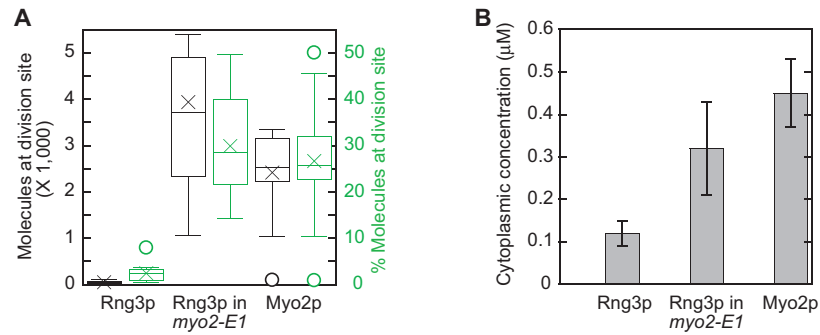 A
Molecules at division site
(X 1,000)
5
4
3
2
1
0
50
40
30
20
10
0
% Molecules at division site
Rng3p
Rng3p in
myo2-E1
Myo2p
B
Cytoplasmic concentration (μM)
0.6
0.5
0.4
0.3
0.2
0.1
0
Rng3p
Rng3p in
myo2-E1
Myo2p